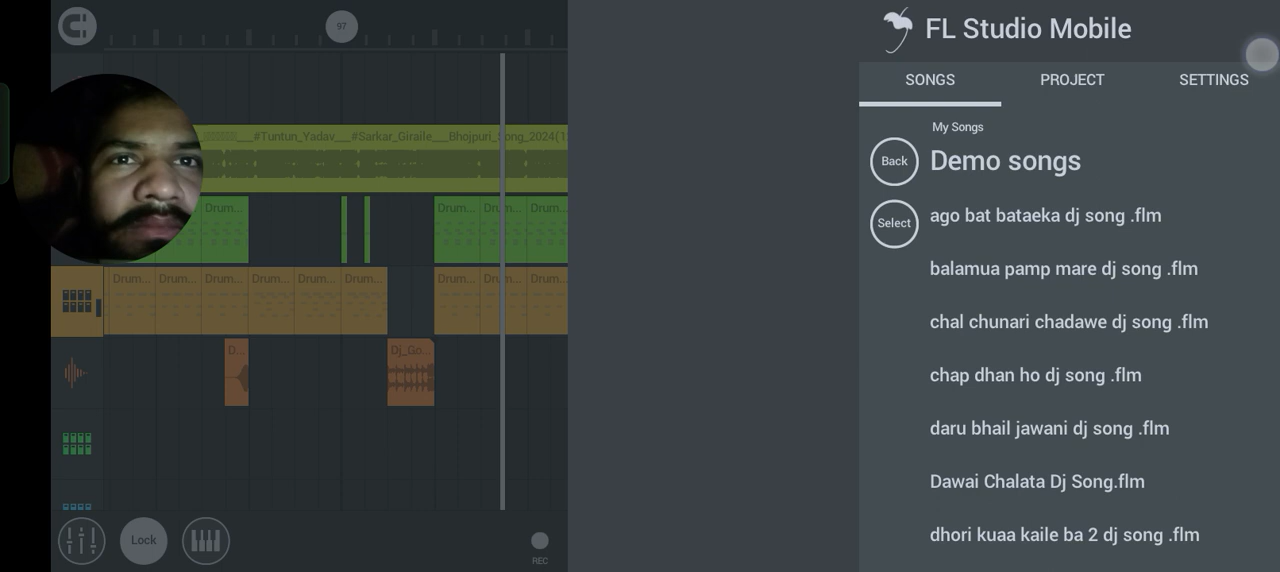 97
FL Studio Mobile
SONGS PROJECT SETTINGS
My Songs
Back Demo songs
Select ago bat bataeka dj song .flm
balamua pamp mare dj song .flm
chal chunari chadawe dj song .flm
chap dhan ho dj song .flm
daru bhail jawani dj song .flm
Dawai Chalata Dj Song.flm
dhori kuaa kaile ba 2 dj song .flm
___#Tuntun_Yadav___#Sarkar_Giraile___Bhojpuri_Song_2024(1
Drum... Drum... Drum... Drum...
Drum... Drum... Drum... Drum... Drum... Drum... Drum... Drum... Drum...
D... Dj_Go...
Lock
REC